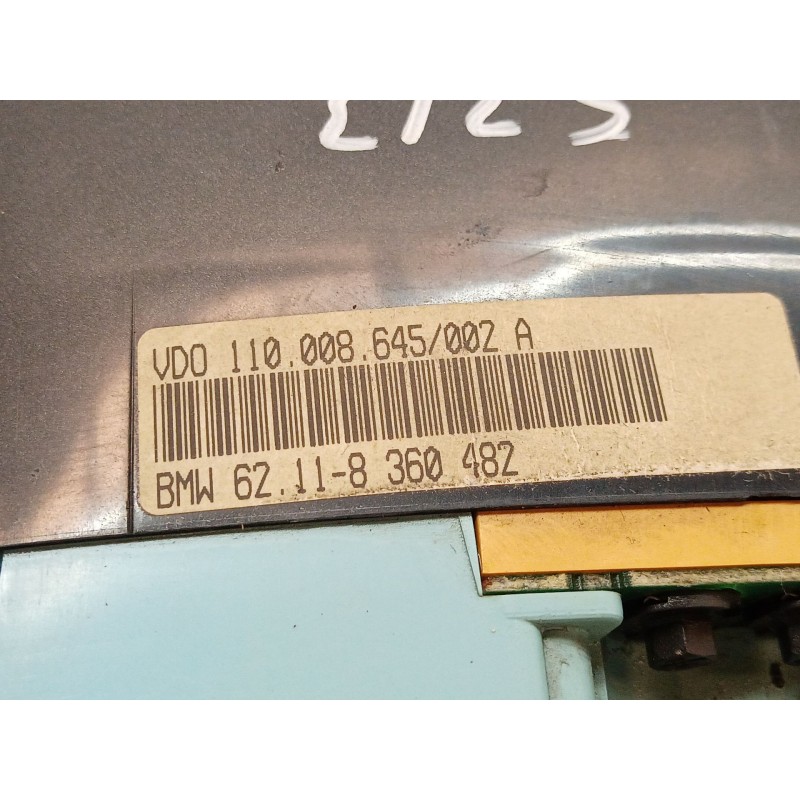 VDO 110.008.645/002 A
BMW 62.11-8 360 482